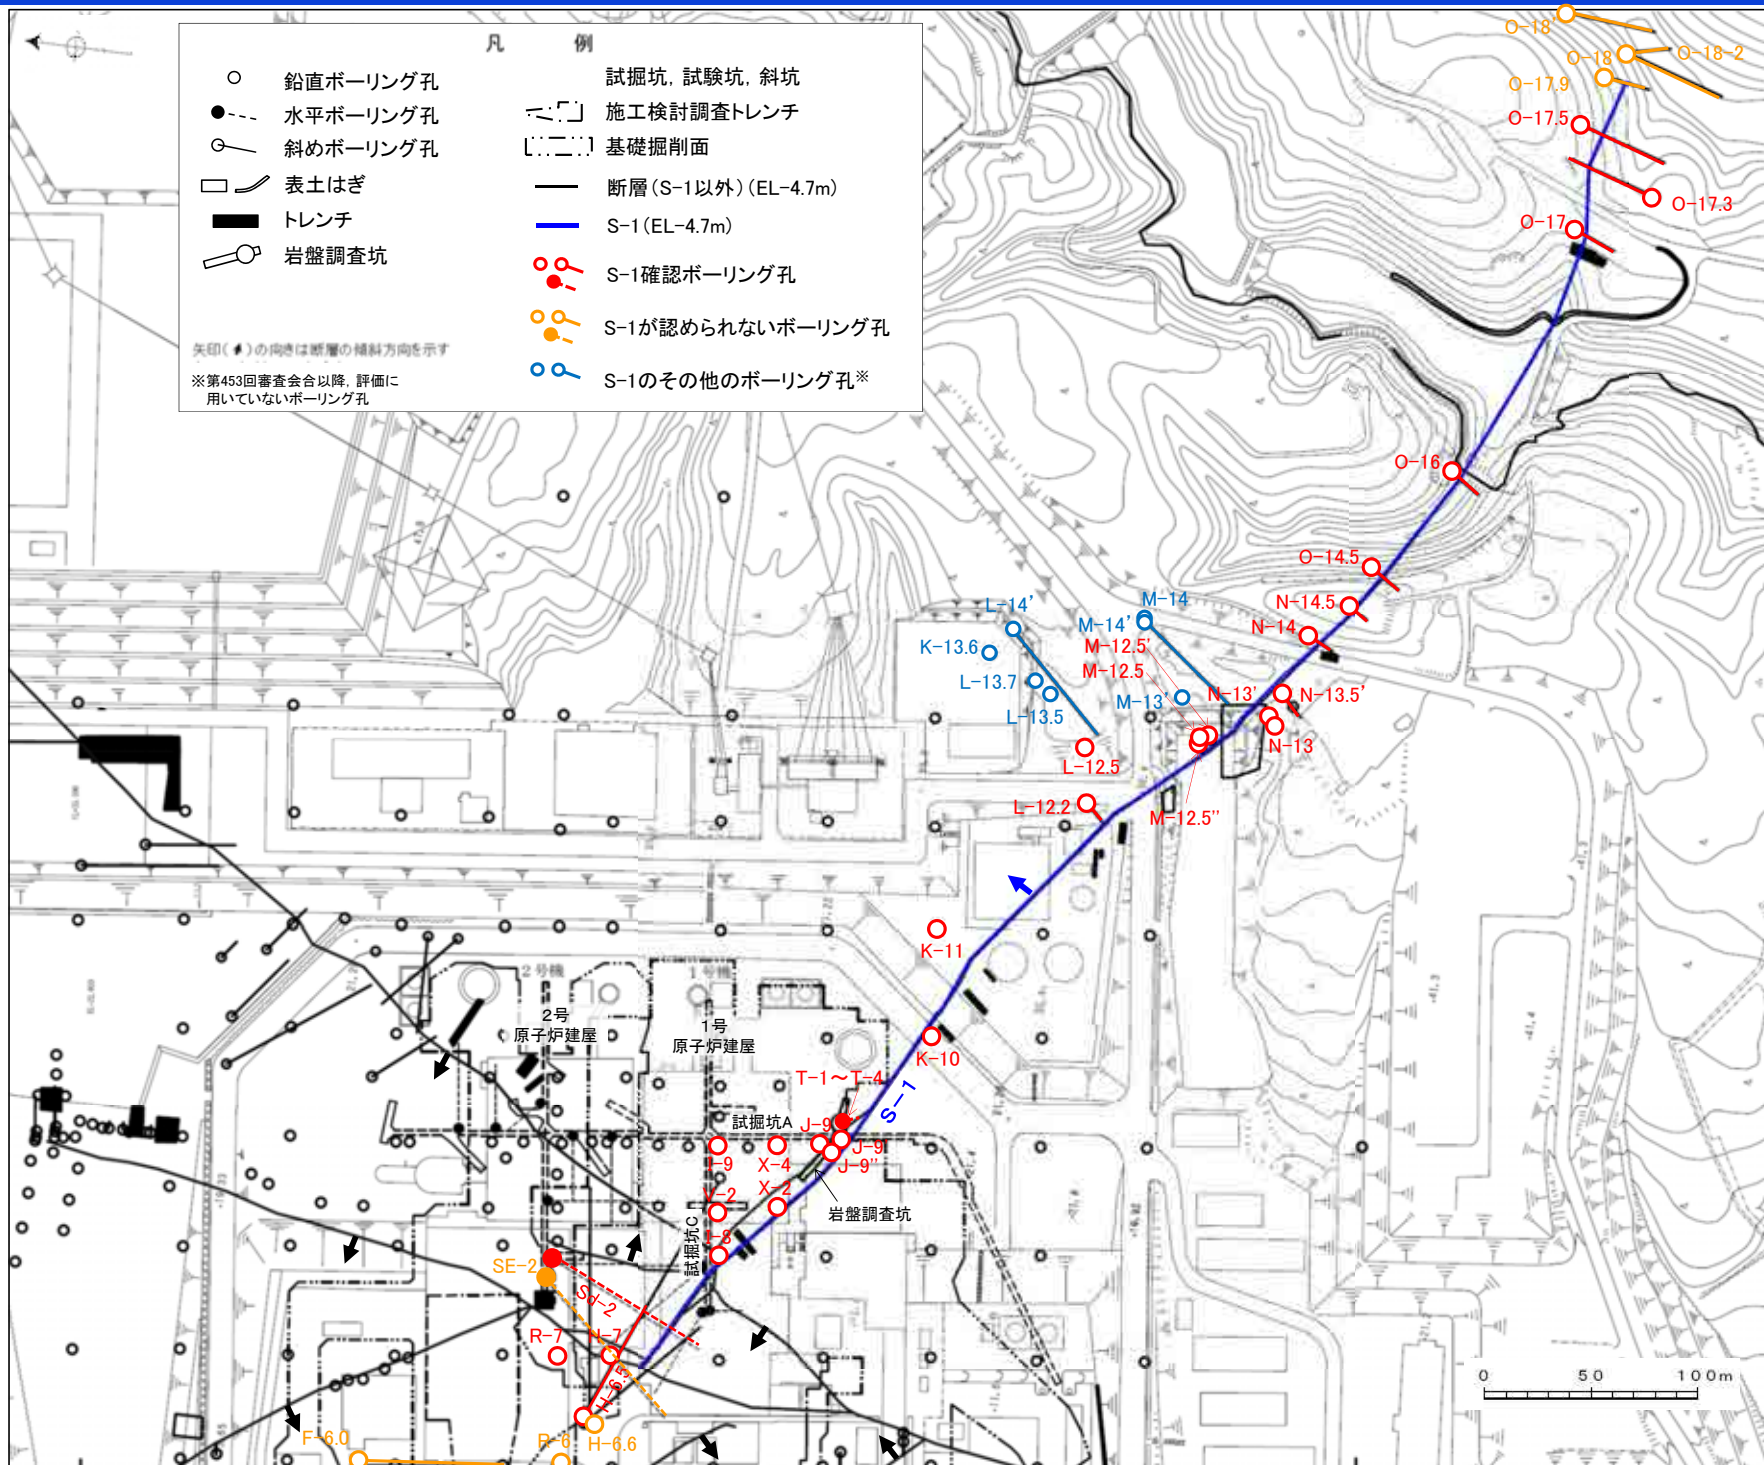 凡 例
鉛直ボーリング孔
水平ボーリング孔
斜めボーリング孔
表土はぎ
トレンチ
岩盤調査坑
矢印( )の向きは断層の傾斜方向を示す
※第453回審査会合以降, 評価に
用いていないボーリング孔
試掘坑, 試験坑, 斜坑
施工検討調査トレンチ
基礎掘削面
断層(S-1以外)(EL-4.7m)
S-1(EL-4.7m)
S-1確認ボーリング孔
S-1が認められないボーリング孔
S-1のその他のボーリング孔※
O-18'
O-18
O-18-2
O-17.9
O-17.5
O-17.3
O-17
O-16
O-14.5
N-14.5
N-14
L-14'
M-14
M-14'
K-13.6
M-12.5'
M-12.5
L-13.7
M-13'
N-13'
N-13.5'
L-13.5
N-13
L-12.5
L-12.2
M-12.5''
K-11
K-10
2号機
1号機
2号
原子炉建屋
1号
原子炉建屋
T-1～T-4
S-1
試掘坑A
J-9
J-9
J-9''
I-9
X-4
V-2
X-2
岩盤調査坑
I-8
試掘坑C
SE-2
Sd-2
R-7
H-7
H-6.5
F-6.0
R-6
H-6.6
0 50 100m